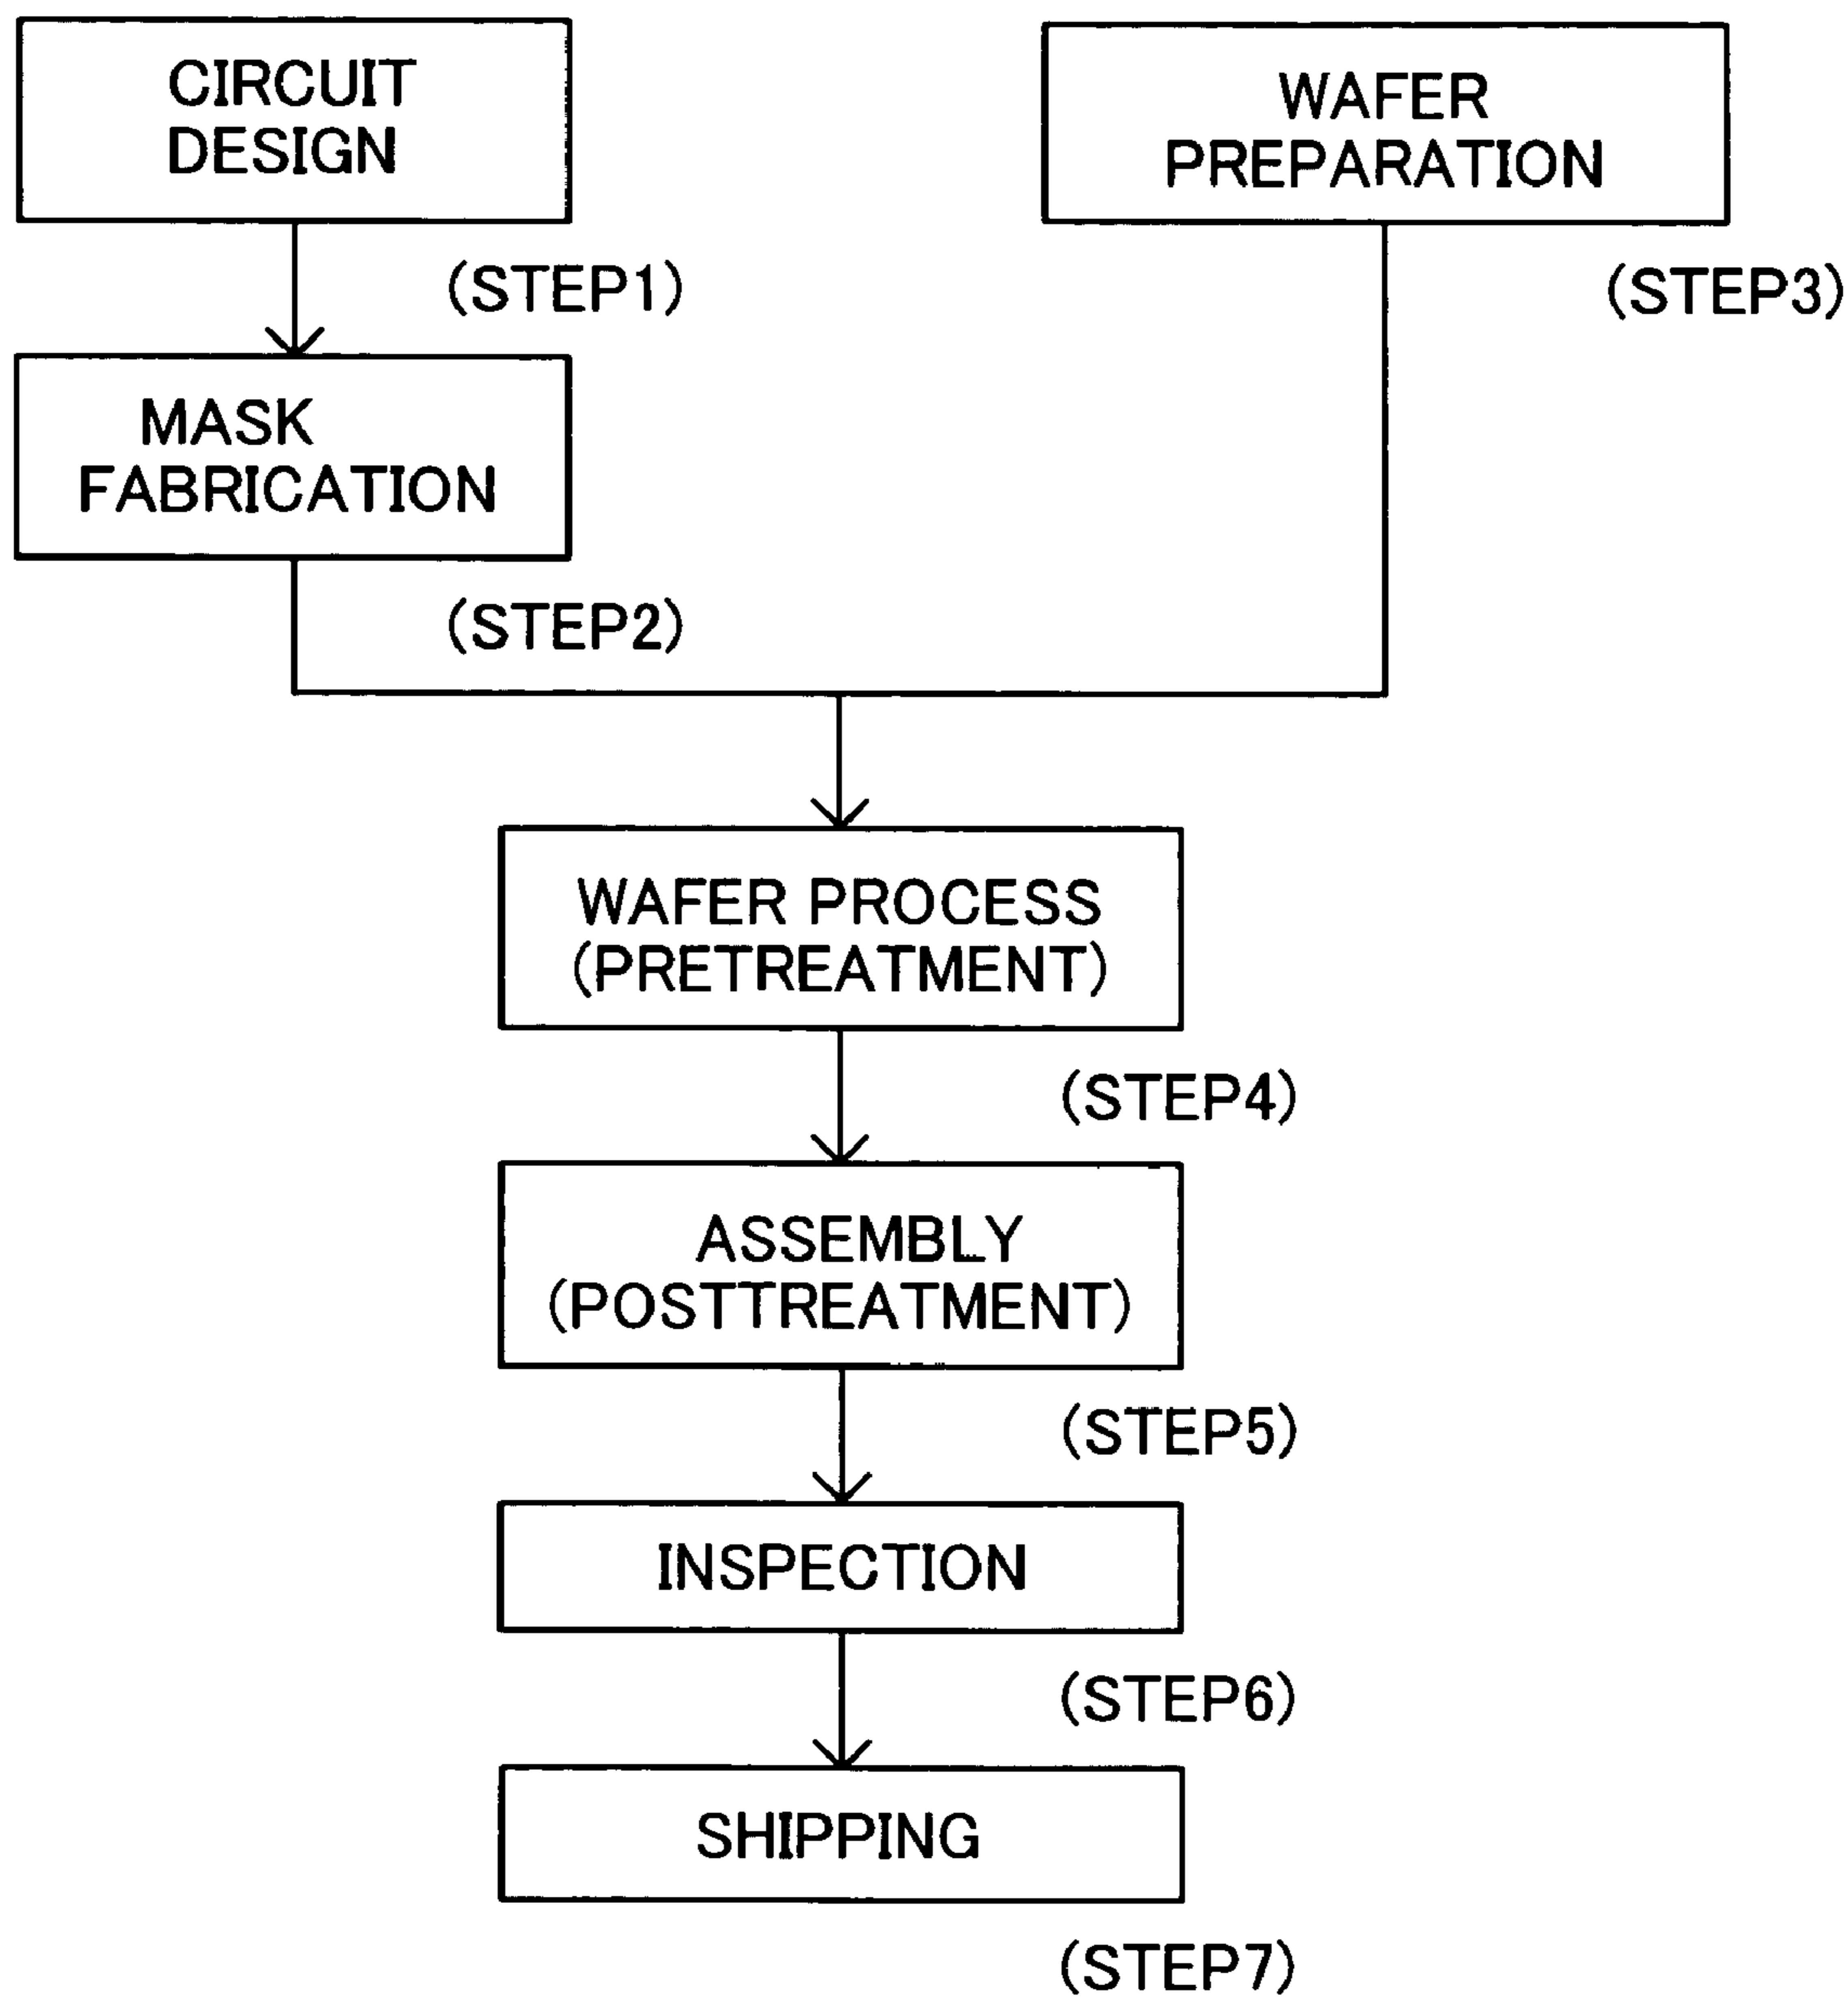 CIRCUIT
DESIGN
(STEP1)
MASK
FABRICATION
(STEP2)
WAFER
PREPARATION
(STEP3)
WAFER PROCESS
(PRETREATMENT)
(STEP4)
ASSEMBLY
(POSTTREATMENT)
(STEP5)
INSPECTION
(STEP6)
SHIPPING
(STEP7)